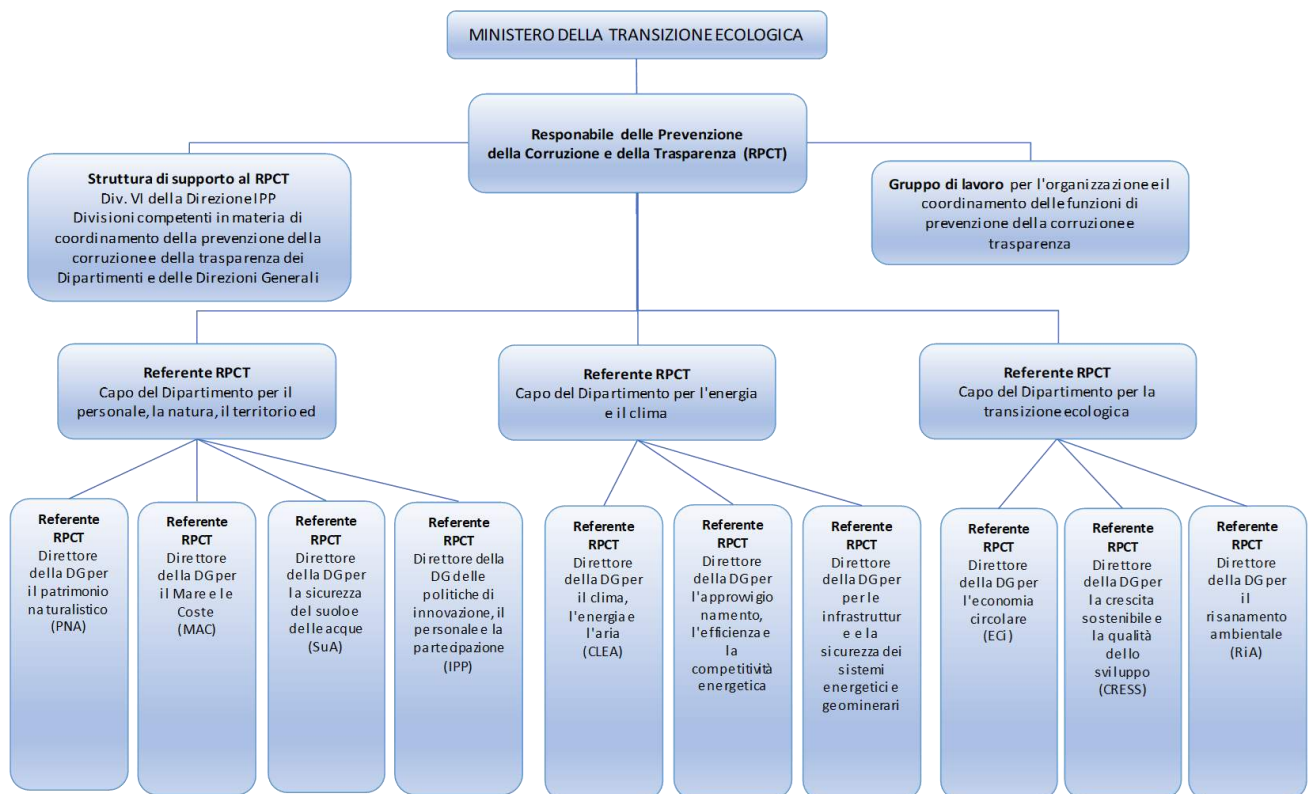 MINISTERO DELLA TRANSIZIONE ECOLOGICA
Responabile delle Prevenzione
della Corruzione e della Trasparenza (RPCT)
Struttura di supporto al RPCT
Div. VI della Direzione IPP
Divisioni competenti in materia di
coordinamento della prevenzione della
corruzione e della trasparenza dei
Dipartimenti e delle Direzioni Generali
Gruppo di lavoro per l'organizzazione e il
coordinamento delle funzioni di
prevenzione della corruzione e
trasparenza
Referente RPCT
Capo del Dipartimento per il
personale, la natura, il territorio ed
Referente RPCT
Capo del Dipartimento per l'energia
e il clima
Referente RPCT
Capo del Dipartimento per la
transizione ecologica
Referente
RPCT
Direttore
della DG per
il patrimonio
naturalistico
(PNA)
Referente
RPCT
Direttore
della DG per
il Mare e le
Coste (MAC)
Referente
RPCT
Direttore
della DG per
la sicurezza
del suolo e
delle acque
(SuA)
Referente
RPCT
Direttore della
DG delle
politiche di
innovazione, il
personale e la
partecipazione
(IPP)
Referente
RPCT
Direttore
della DG per
il clima,
l'energia e
l'aria
(CLEA)
Referente
RPCT
Direttore
della DG per
l'approvvigio
namento,
l'efficienza e
la
competitività
energetica
Referente
RPCT
Direttore
della DG per
per le
infrastruttur
e e la
sicurezza dei
sistemi
energetici e
geominerari
Referente
RPCT
Direttore
della DG per
l'economia
circolare
(ECi)
Referente
RPCT
Direttore
della DG per
la crescita
sostenibile e
la qualità
dello
sviluppo
(CRESS)
Referente
RPCT
Direttore
della DG per
il
risanamento
ambientale
(RiA)